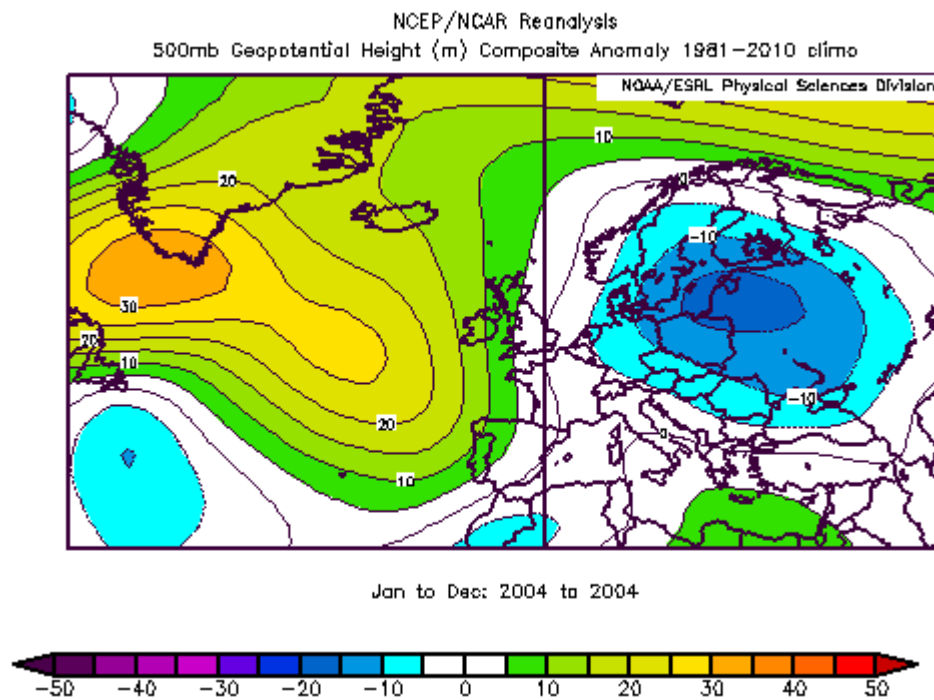 NCEP/NCAR Reanalysis
500mb Geopotential Height (m) Composite Anomaly 1981-2010 climo
NOAA/ESRL Physical Sciences Division
10
0
20
-10
30
20
10
-10
20
0
10
Jan to Dec: 2004 to 2004
-50 -40 -30 -20 -10 0 10 20 30 40 50